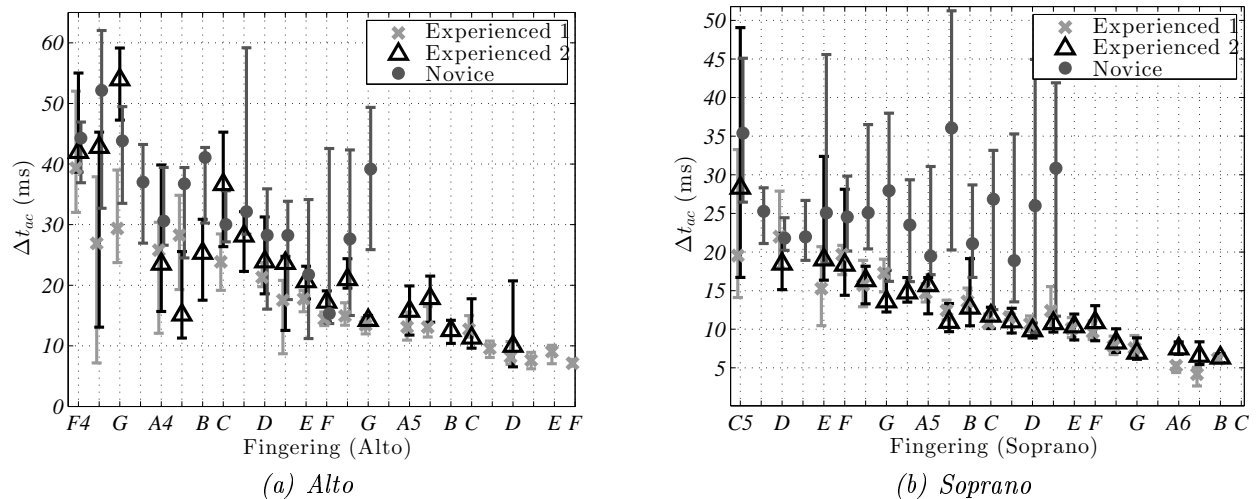 60
50
40
30
20
10
0
Δt_ac (ms)
Experienced 1
Experienced 2
Novice
F4 G A4 B C D E F G A5 B C D E F
Fingering (Alto)
(a) Alto
50
45
40
35
30
25
20
15
10
5
Δt_ac (ms)
Experienced 1
Experienced 2
Novice
C5 D E F G A5 B C D E F G A6 B C
Fingering (Soprano)
(b) Soprano